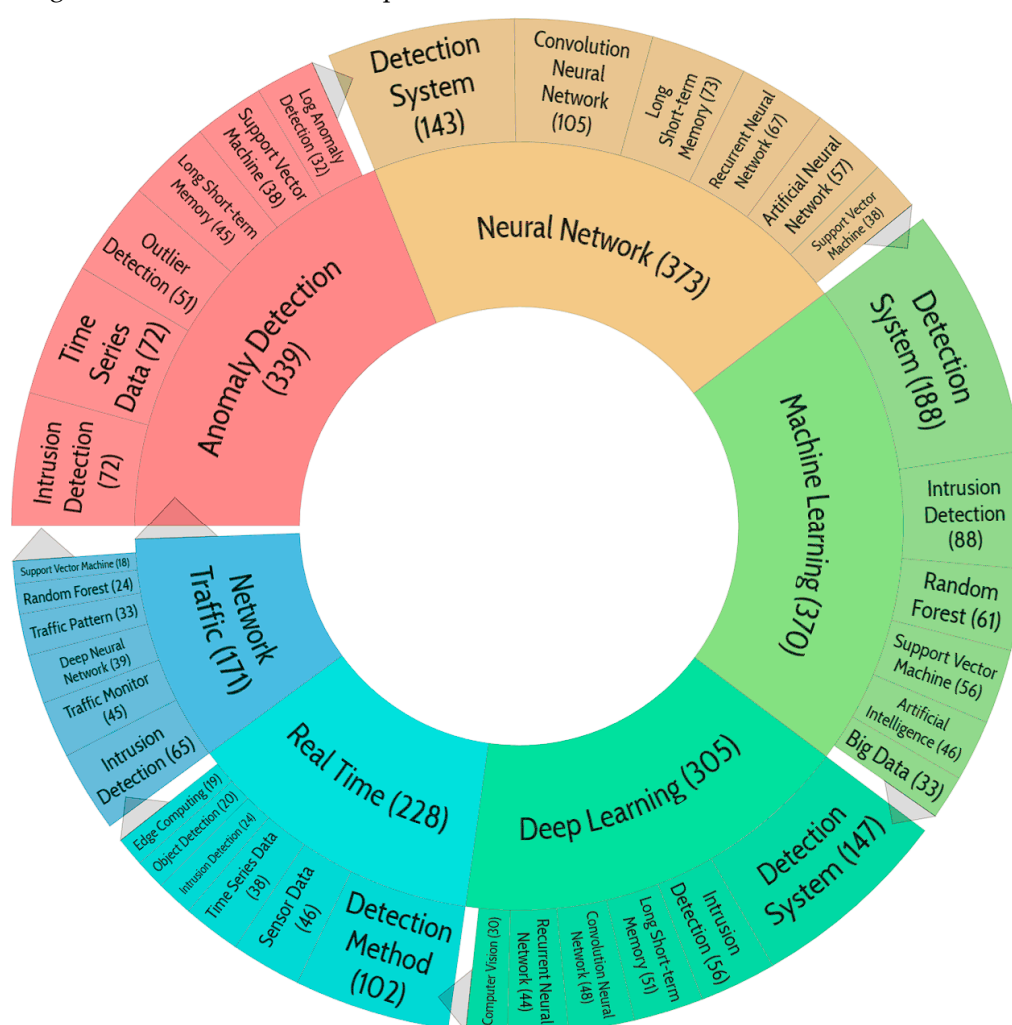 Detection
System
(143)
Convolution
Neural
Network
(105)
Long
Short-term
Memory (73)
Recurrent Neural
Network (67)
Artificial Neural
Network (57)
Support Vector
Machine (38)
Neural Network (373)
Detection
System (188)
Intrusion
Detection
(88)
Random
Forest (61)
Support Vector
Machine (56)
Artificial
Intelligence (46)
Big Data (33)
Machine Learning (370)
Detection
System (147)
Intrusion
Detection (56)
Long Short-term
Memory (51)
Convolution Neural
Network (48)
Recurrent Neural
Network (44)
Computer Vision (30)
Deep Learning (305)
Detection
Method
(102)
Sensor Data
(46)
Time Series Data
(38)
Intrusion Detection (24)
Object Detection (20)
Edge Computing (19)
Real Time (228)
Intrusion
Detection (65)
Traffic Monitor
(45)
Deep Neural
Network (39)
Traffic Pattern (33)
Random Forest (24)
Support Vector Machine (18)
Network
Traffic (171)
Intrusion
Detection
(72)
Time
Series
Data (72)
Outlier
Detection (51)
Long Short-term
Memory (45)
Support Vector
Machine (38)
Log Anomaly
Detection (32)
Anomaly Detection
(339)